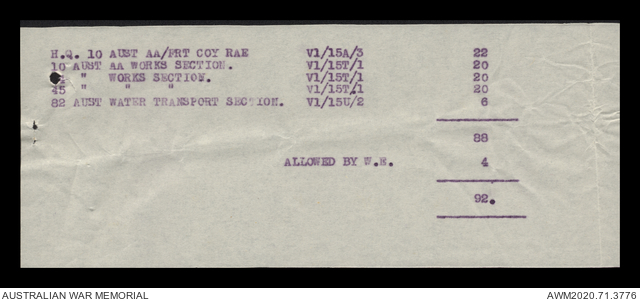 H.Q. 10 AUST AA/FRT COY RAE V1/15A/3 22
10 AUST AA WORKS SECTION. V1/15T/1 20
" WORKS SECTION. V1/15T/1 20
45 " " " V1/15T/1 20
82 AUST WATER TRANSPORT SECTION. V1/15U/2 6
88
ALLOWED BY W.E. 4
92.
AUSTRALIAN WAR MEMORIAL AWM2020.71.3776